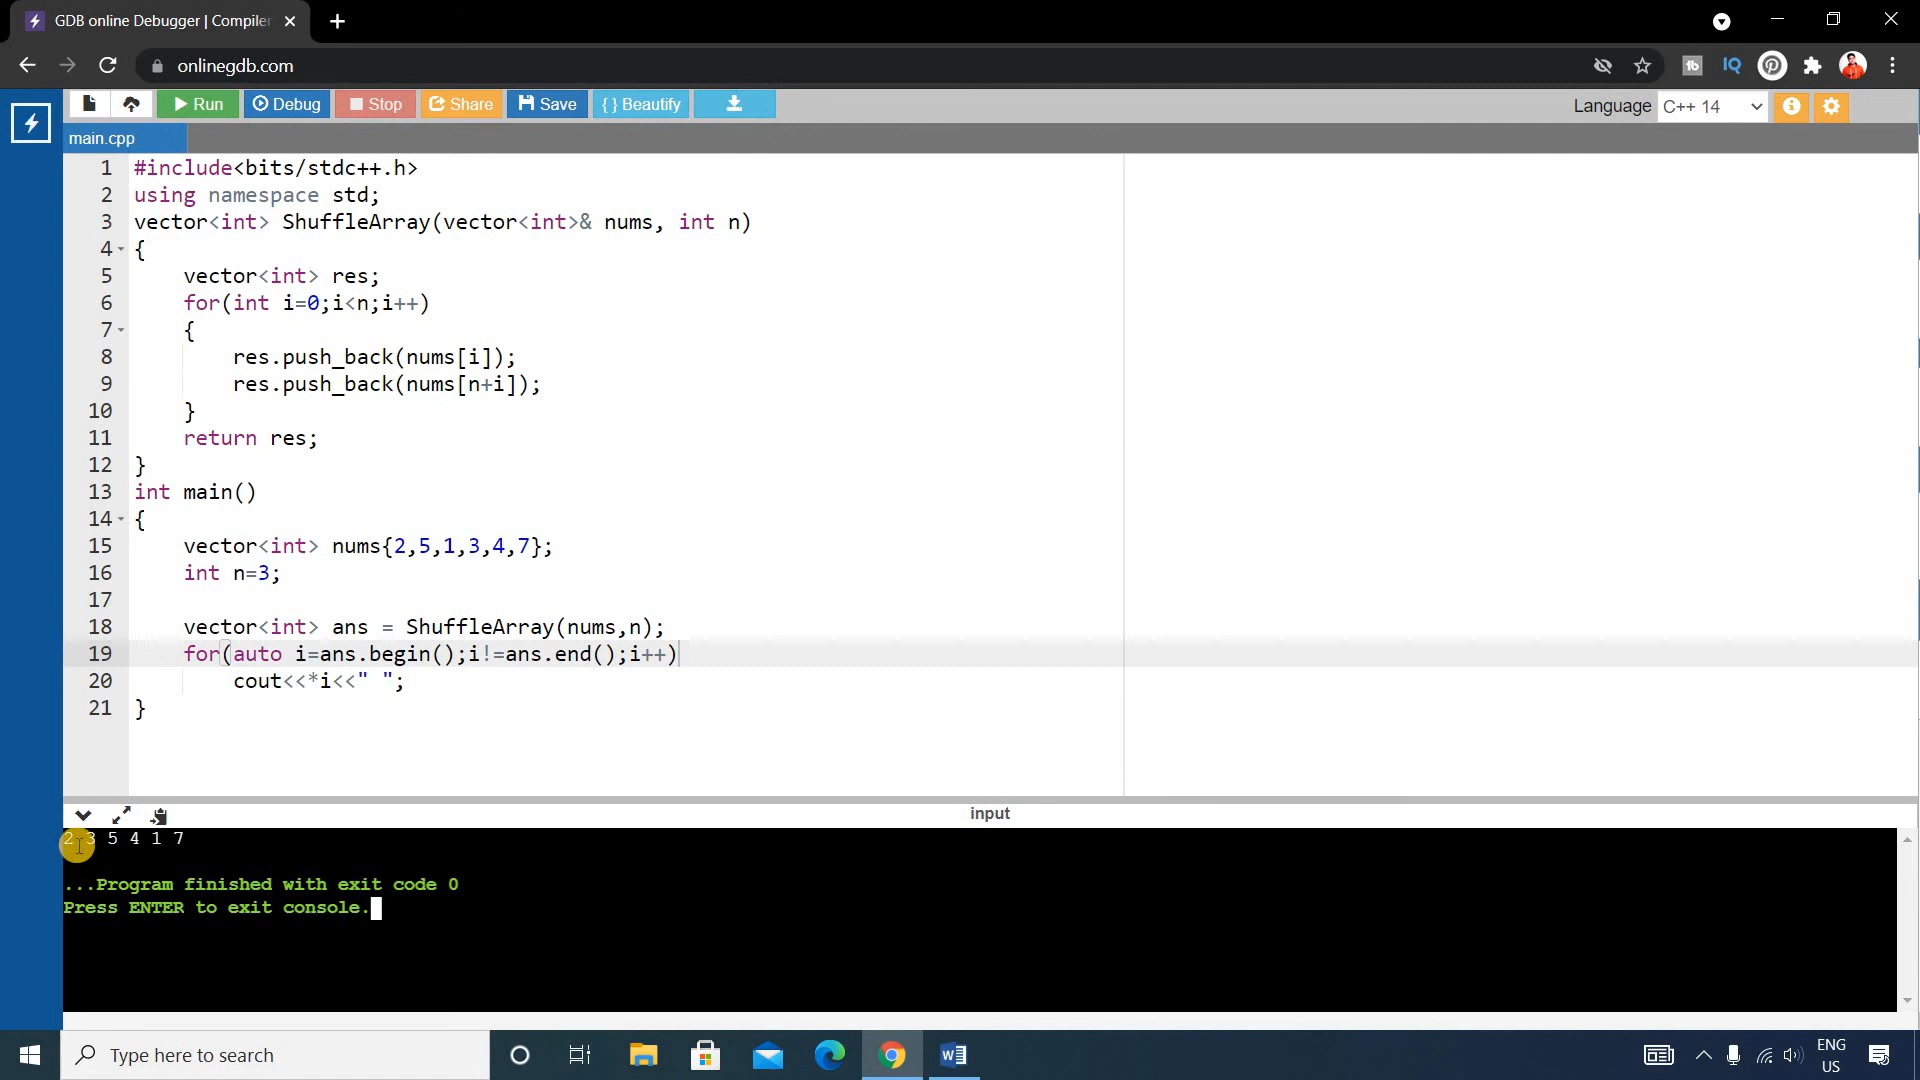 GDB online Debugger | Compiler
onlinegdb.com
Run Debug Stop Share Save { } Beautify Language C++ 14
main.cpp
1 #include<bits/stdc++.h>
2 using namespace std;
3 vector<int> ShuffleArray(vector<int>& nums, int n)
4 {
5 vector<int> res;
6 for(int i=0;i<n;i++)
7 {
8 res.push_back(nums[i]);
9 res.push_back(nums[n+i]);
10 }
11 return res;
12 }
13 int main()
14 {
15 vector<int> nums{2,5,1,3,4,7};
16 int n=3;
17
18 vector<int> ans = ShuffleArray(nums,n);
19 for(auto i=ans.begin();i!=ans.end();i++)
20 cout<<*i<<" ";
21 }
input
2 3 5 4 1 7
...Program finished with exit code 0
Press ENTER to exit console.
Type here to search
ENG
US